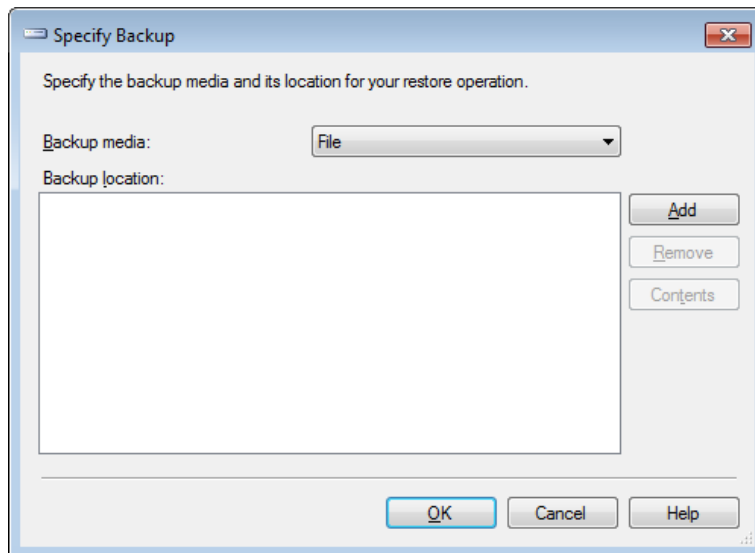 Specify Backup
Specify the backup media and its location for your restore operation.
Backup media:
File
Backup location:
Add
Remove
Contents
OK
Cancel
Help